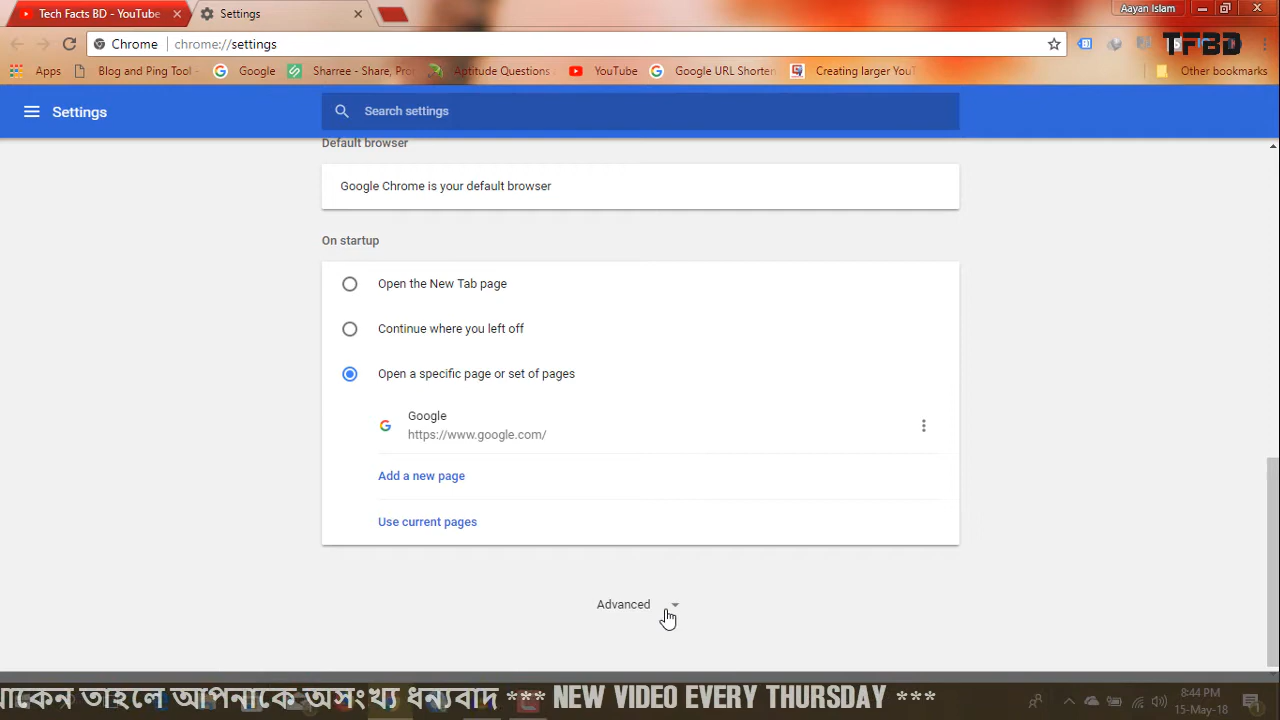 Tech Facts BD - YouTube
Settings
Aayan Islam
Chrome
chrome://settings
TFBD
Apps
Blog and Ping Tool -
Google
Sharree - Share, Pro
Aptitude Questions
YouTube
Google URL Shorten
Creating larger YouT
Other bookmarks
Settings
Search settings
Default browser
Google Chrome is your default browser
On startup
Open the New Tab page
Continue where you left off
Open a specific page or set of pages
Google
https://www.google.com/
Add a new page
Use current pages
Advanced
াকেন তাহলে আপনাকে অসংখ্য ধন্যবাদ *** NEW VIDEO EVERY THURSDAY ***
8:44 PM
15-May-18